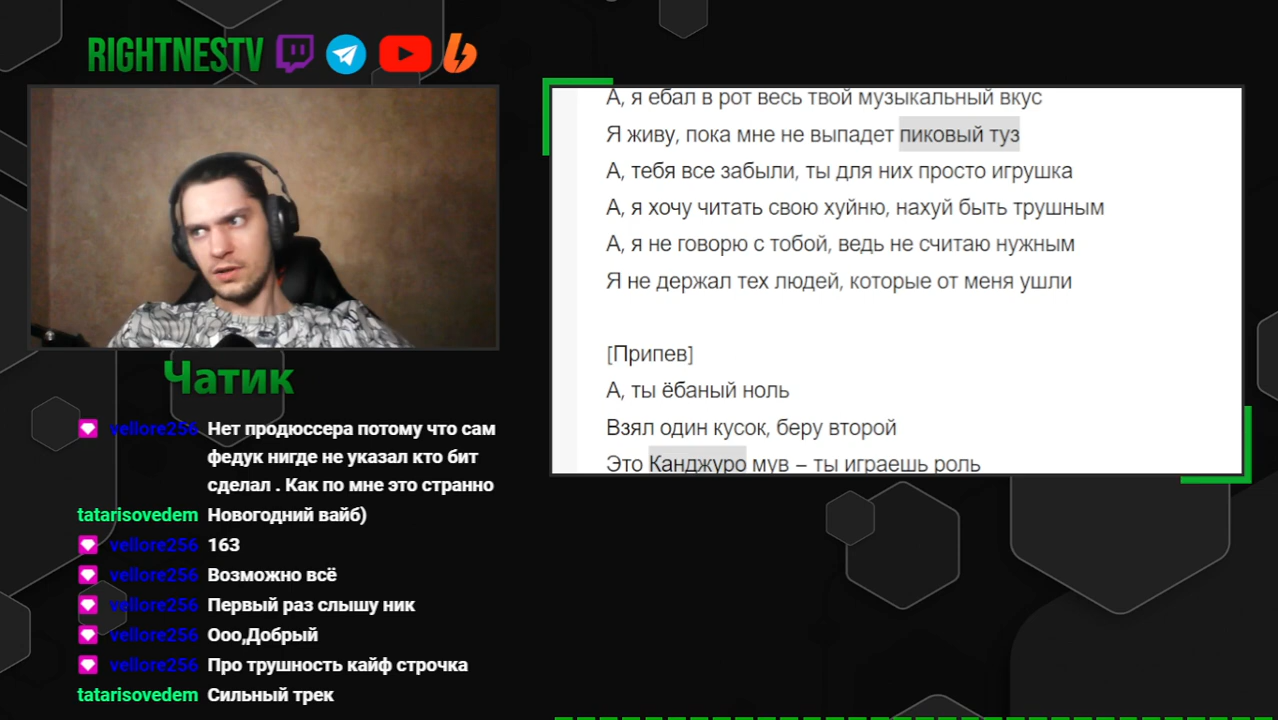 RIGHTNESTV
А, я ебал в рот весь твой музыкальный вкус
Я живу, пока мне не выпадет пиковый туз
А, тебя все забыли, ты для них просто игрушка
А, я хочу читать свою хуйню, нахуй быть трушным
А, я не говорю с тобой, ведь не считаю нужным
Я не держал тех людей, которые от меня ушли
[Припев]
А, ты ёбаный ноль
Взял один кусок, беру второй
Это Канджуро мув – ты играешь роль
Чатик
vellore256 Нет продюссера потому что сам
федук нигде не указал кто бит
сделал . Как по мне это странно
tatarisovedem Новогодний вайб)
vellore256 163
vellore256 Возможно всё
vellore256 Первый раз слышу ник
vellore256 Ооо,Добрый
vellore256 Про трушность кайф строчка
tatarisovedem Сильный трек